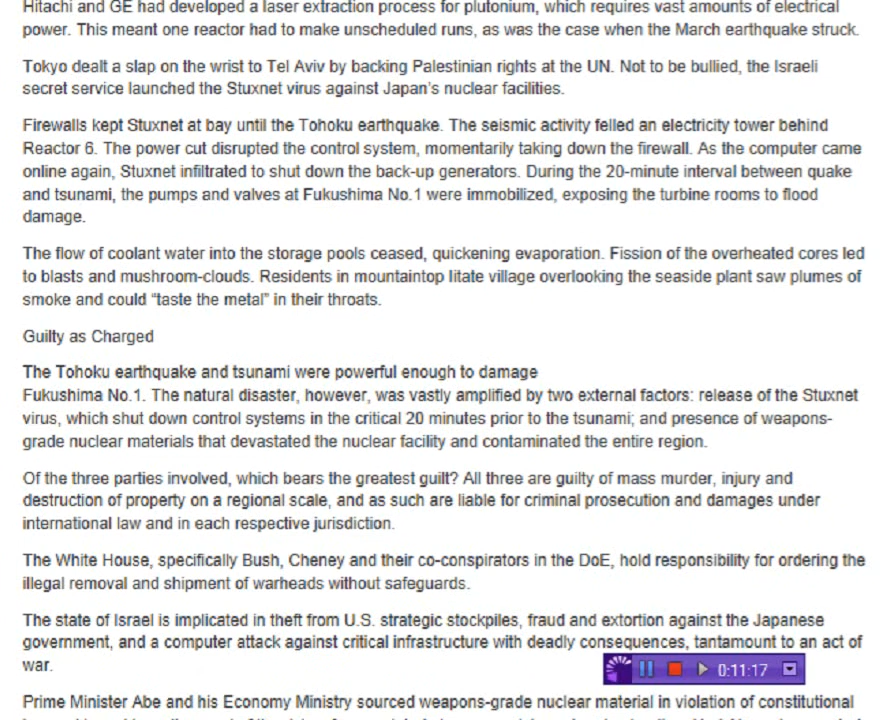 Hitachi and GE had developed a laser extraction process for plutonium, which requires vast amounts of electrical
power. This meant one reactor had to make unscheduled runs, as was the case when the March earthquake struck.
Tokyo dealt a slap on the wrist to Tel Aviv by backing Palestinian rights at the UN. Not to be bullied, the Israeli
secret service launched the Stuxnet virus against Japan's nuclear facilities.
Firewalls kept Stuxnet at bay until the Tohoku earthquake. The seismic activity felled an electricity tower behind
Reactor 6. The power cut disrupted the control system, momentarily taking down the firewall. As the computer came
online again, Stuxnet infiltrated to shut down the back-up generators. During the 20-minute interval between quake
and tsunami, the pumps and valves at Fukushima No.1 were immobilized, exposing the turbine rooms to flood
damage.
The flow of coolant water into the storage pools ceased, quickening evaporation. Fission of the overheated cores led
to blasts and mushroom-clouds. Residents in mountaintop Iitate village overlooking the seaside plant saw plumes of
smoke and could “taste the metal” in their throats.
Guilty as Charged
The Tohoku earthquake and tsunami were powerful enough to damage
Fukushima No.1. The natural disaster, however, was vastly amplified by two external factors: release of the Stuxnet
virus, which shut down control systems in the critical 20 minutes prior to the tsunami; and presence of weapons-
grade nuclear materials that devastated the nuclear facility and contaminated the entire region.
Of the three parties involved, which bears the greatest guilt? All three are guilty of mass murder, injury and
destruction of property on a regional scale, and as such are liable for criminal prosecution and damages under
international law and in each respective jurisdiction.
The White House, specifically Bush, Cheney and their co-conspirators in the DoE, hold responsibility for ordering the
illegal removal and shipment of warheads without safeguards.
The state of Israel is implicated in theft from U.S. strategic stockpiles, fraud and extortion against the Japanese
government, and a computer attack against critical infrastructure with deadly consequences, tantamount to an act of
war.
0:11:17
Prime Minister Abe and his Economy Ministry sourced weapons-grade nuclear material in violation of constitutional